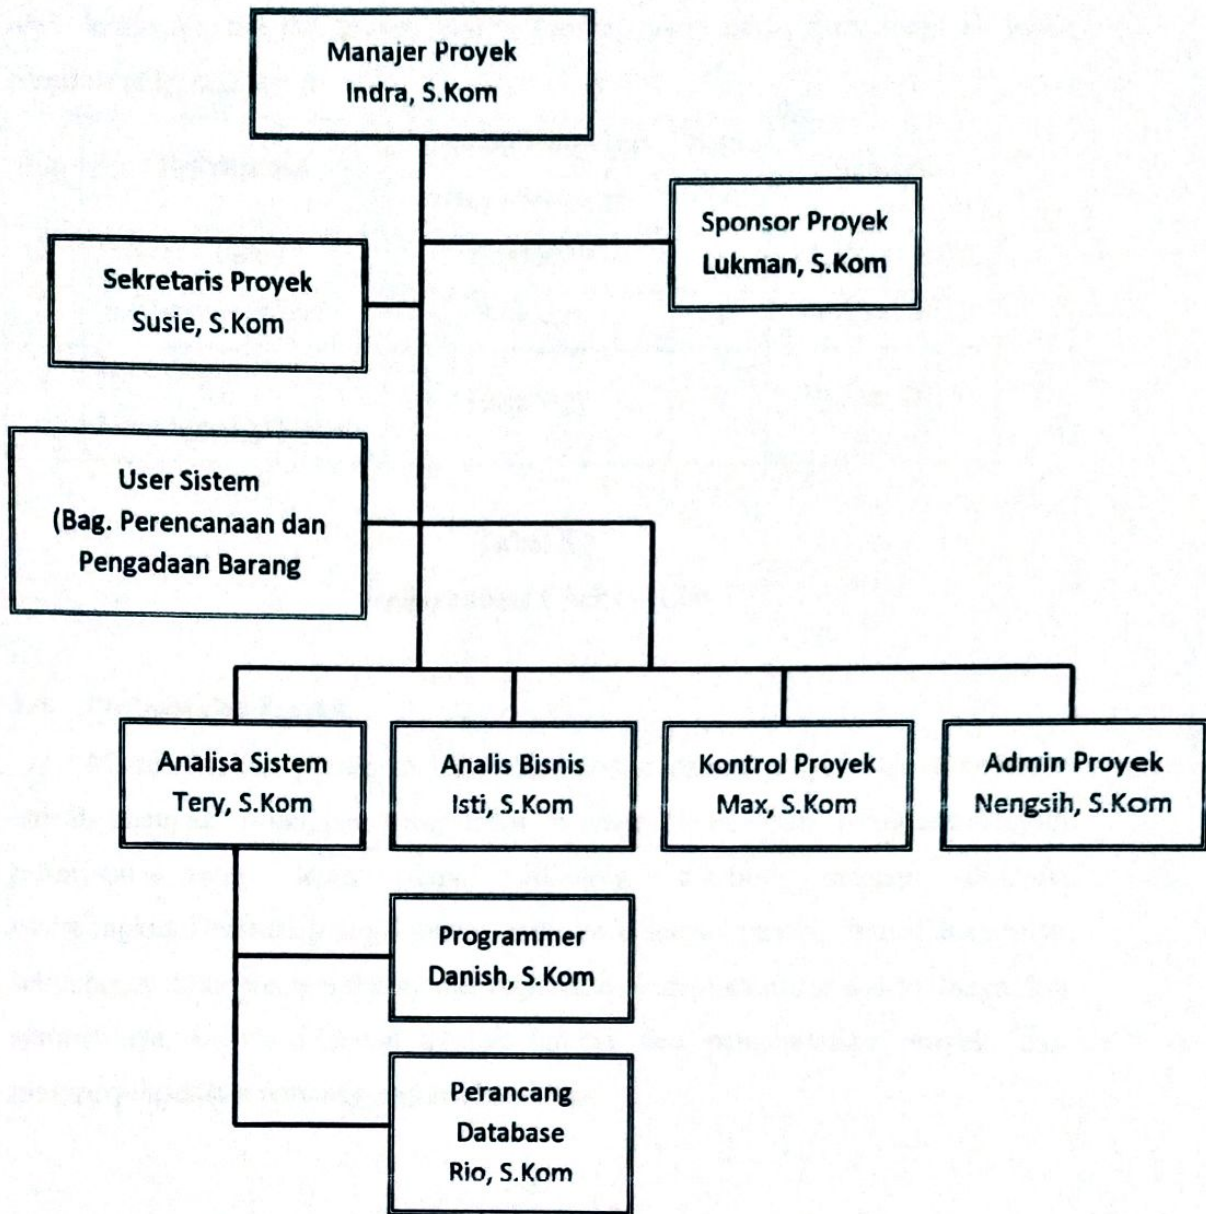 Manajer Proyek
Indra, S.Kom
Sponsor Proyek
Lukman, S.Kom
Sekretaris Proyek
Susie, S.Kom
User Sistem
(Bag. Perencanaan dan
Pengadaan Barang
Analisa Sistem
Tery, S.Kom
Analis Bisnis
Isti, S.Kom
Kontrol Proyek
Max, S.Kom
Admin Proyek
Nengsih, S.Kom
Programmer
Danish, S.Kom
Perancang
Database
Rio, S.Kom